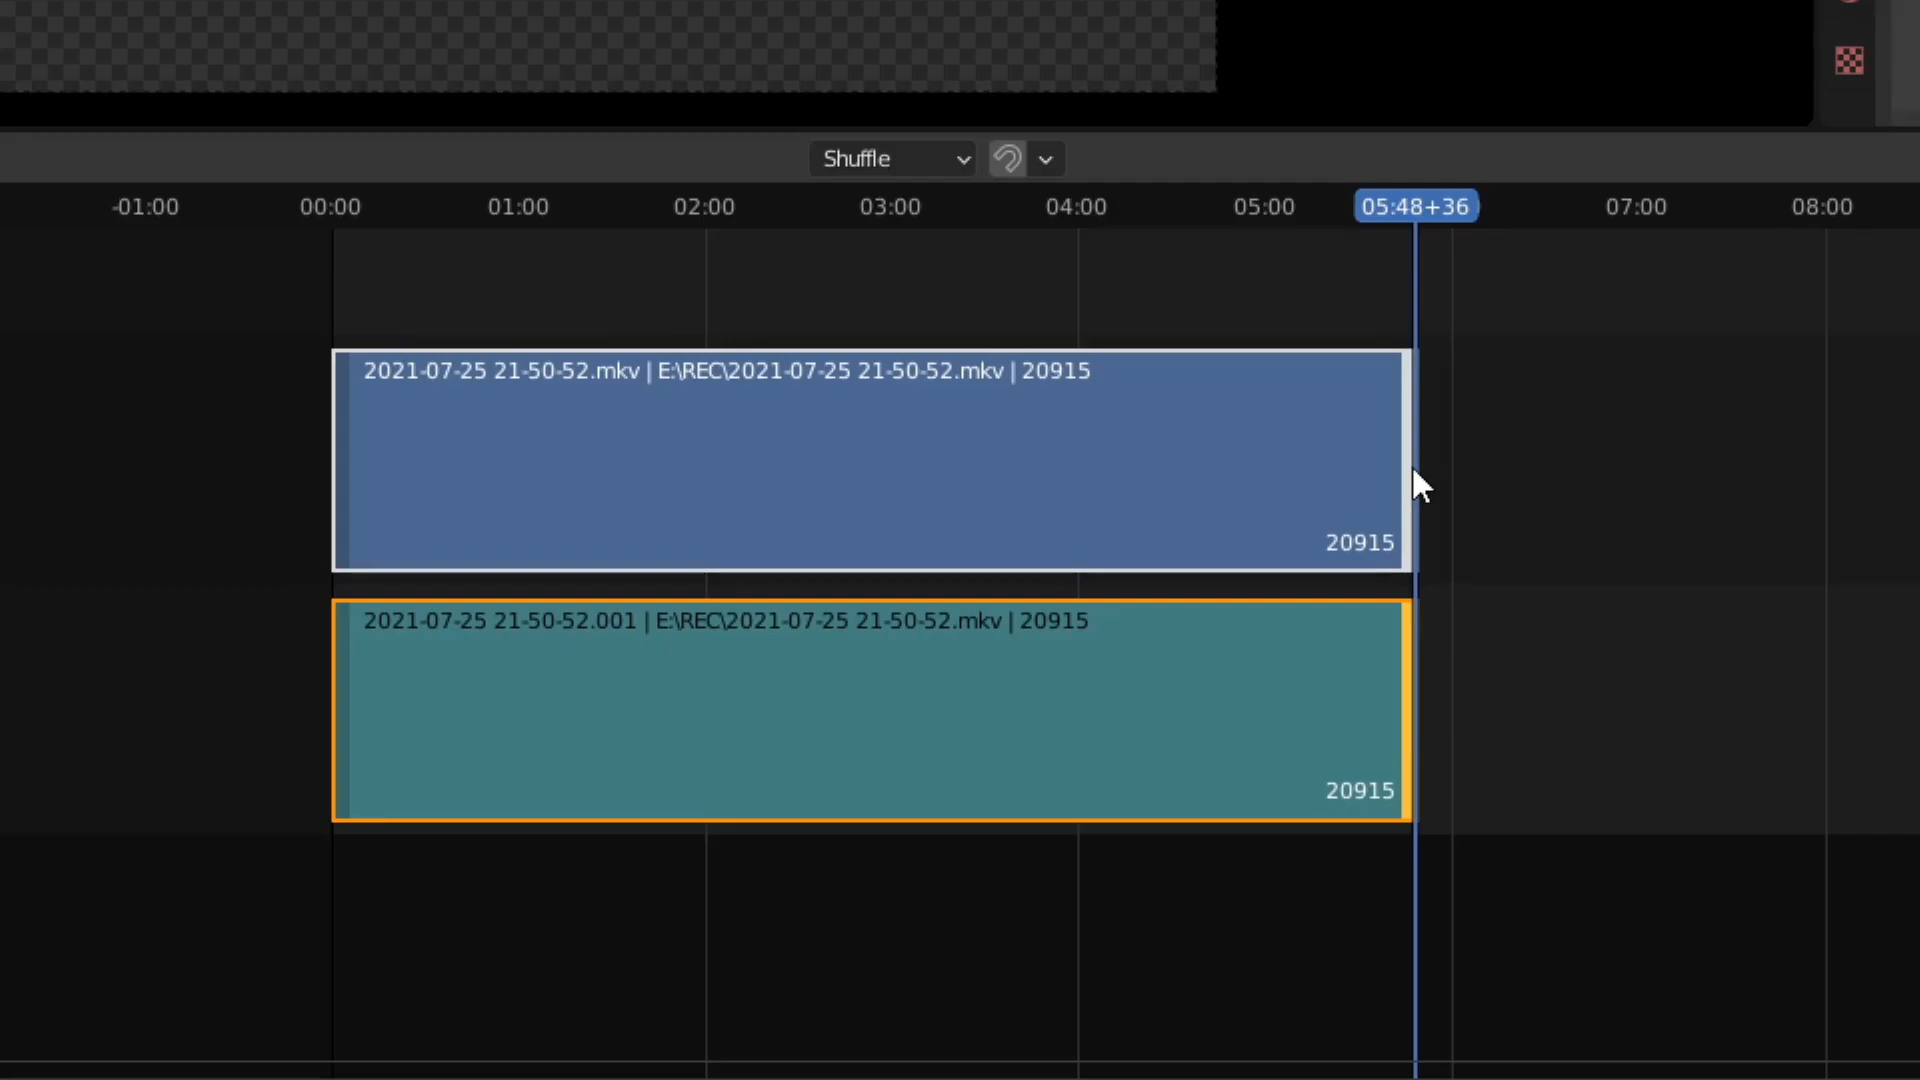 Shuffle
-01:00 00:00 01:00 02:00 03:00 04:00 05:00 05:48+36 07:00 08:00
2021-07-25 21-50-52.mkv | E:\REC\2021-07-25 21-50-52.mkv | 20915
20915
2021-07-25 21-50-52.001 | E:\REC\2021-07-25 21-50-52.mkv | 20915
20915